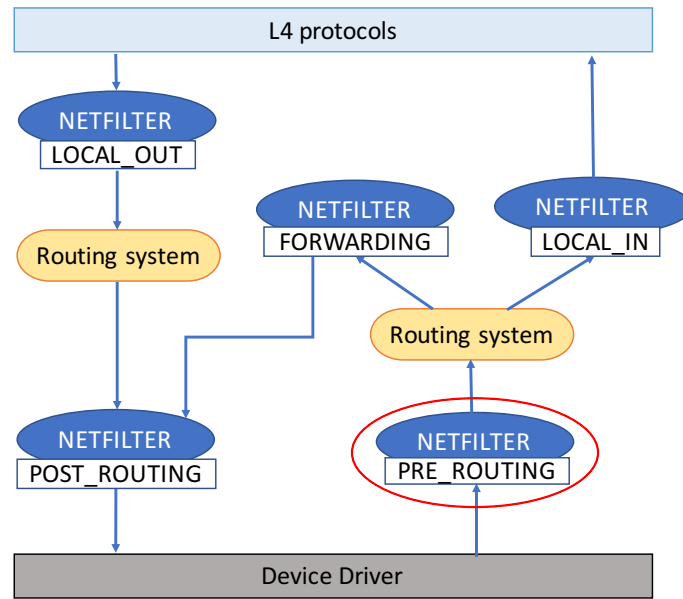 L4 protocols
NETFILTER
LOCAL_OUT
NETFILTER
FORWARDING
NETFILTER
LOCAL_IN
Routing system
Routing system
NETFILTER
POST_ROUTING
NETFILTER
PRE_ROUTING
Device Driver